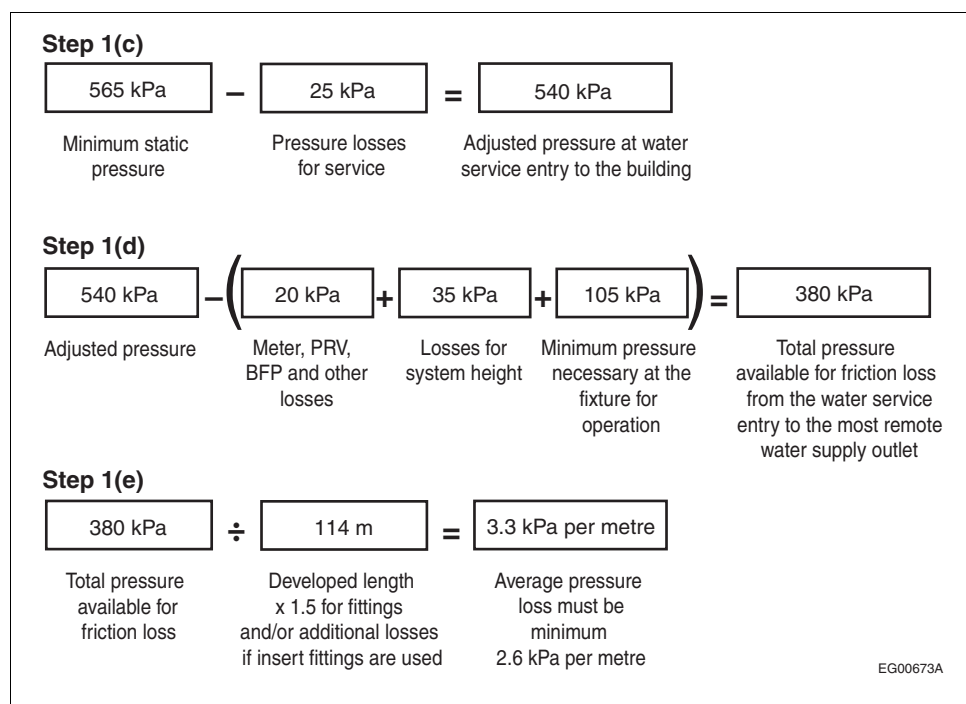 Step 1(c)
565 kPa – 25 kPa = 540 kPa
Minimum static Pressure losses Adjusted pressure at water
pressure for service service entry to the building
Step 1(d)
540 kPa –( 20 kPa + 35 kPa + 105 kPa ) = 380 kPa
Adjusted pressure Meter, PRV, Losses for Minimum pressure Total pressure
BFP and other system height necessary at the available for friction loss
losses fixture for from the water service
operation entry to the most remote
water supply outlet
Step 1(e)
380 kPa ÷ 114 m = 3.3 kPa per metre
Total pressure Developed length Average pressure
available for x 1.5 for fittings loss must be
friction loss and/or additional losses minimum
if insert fittings are used 2.6 kPa per metre
EG00673A